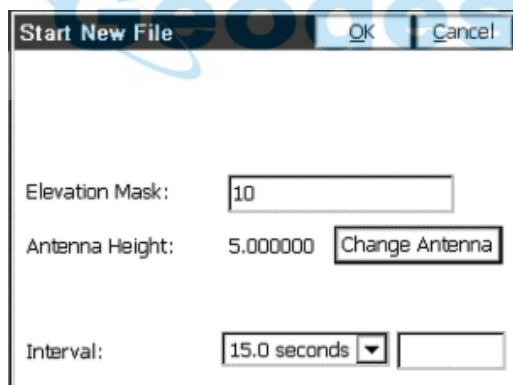 Start New File OK Cancel
Elevation Mask: 10
Antenna Height: 5.000000 Change Antenna
Interval: 15.0 seconds